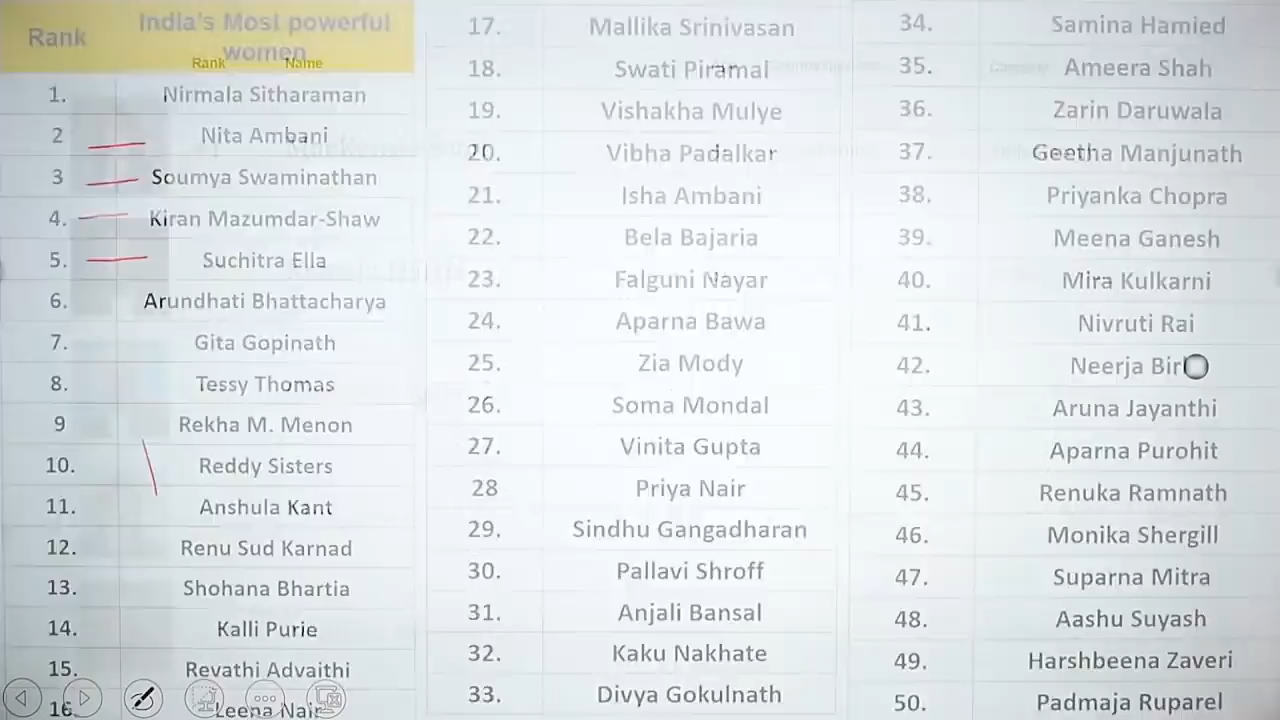 Rank
India's Most powerful
women
Rank Name
1. Nirmala Sitharaman
2 Nita Ambani
3 Soumya Swaminathan
4. Kiran Mazumdar-Shaw
5. Suchitra Ella
6. Arundhati Bhattacharya
7. Gita Gopinath
8. Tessy Thomas
9 Rekha M. Menon
10. Reddy Sisters
11. Anshula Kant
12. Renu Sud Karnad
13. Shohana Bhartia
14. Kalli Purie
15. Revathi Advaithi
16. Leena Nair
17. Mallika Srinivasan
18. Swati Piramal
19. Vishakha Mulye
20. Vibha Padalkar
21. Isha Ambani
22. Bela Bajaria
23. Falguni Nayar
24. Aparna Bawa
25. Zia Mody
26. Soma Mondal
27. Vinita Gupta
28 Priya Nair
29. Sindhu Gangadharan
30. Pallavi Shroff
31. Anjali Bansal
32. Kaku Nakhate
33. Divya Gokulnath
34. Samina Hamied
35. Ameera Shah
36. Zarin Daruwala
37. Geetha Manjunath
38. Priyanka Chopra
39. Meena Ganesh
40. Mira Kulkarni
41. Nivruti Rai
42. Neerja
43. Aruna Jayanthi
44. Aparna Purohit
45. Renuka Ramnath
46. Monika Shergill
47. Suparna Mitra
48. Aashu Suyash
49. Harshbeena Zaveri
50. Padmaja Ruparel